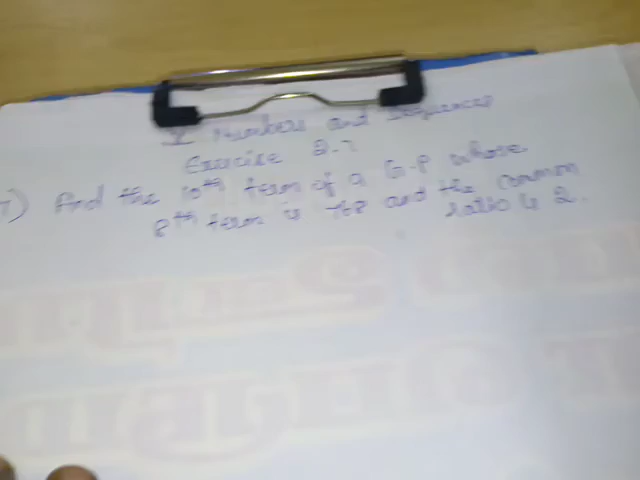 2 Numbers and Sequences
Exercise 2.7
7) Find the 10th term of a G.P whose
8th term is 768 and the common
ratio is 2.